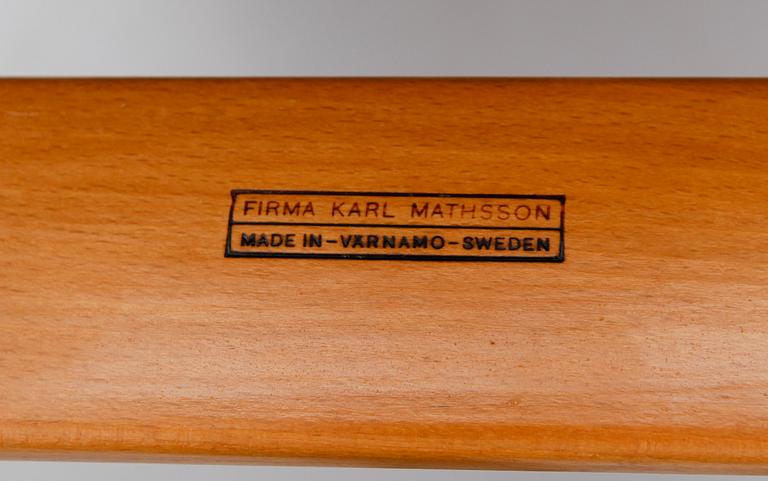 FIRMA KARL MATHSSON
MADE IN-VÄRNAMO-SWEDEN